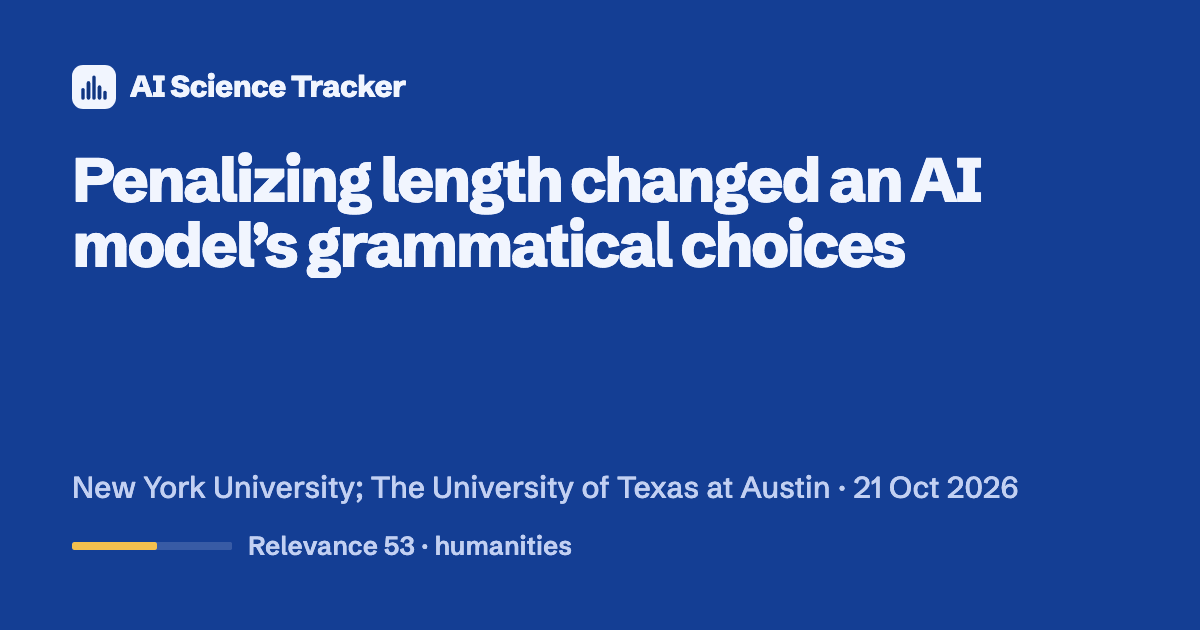 AI Science Tracker
Penalizing length changed an AI
model’s grammatical choices
New York University; The University of Texas at Austin · 21 Oct 2026
Relevance 53 · humanities